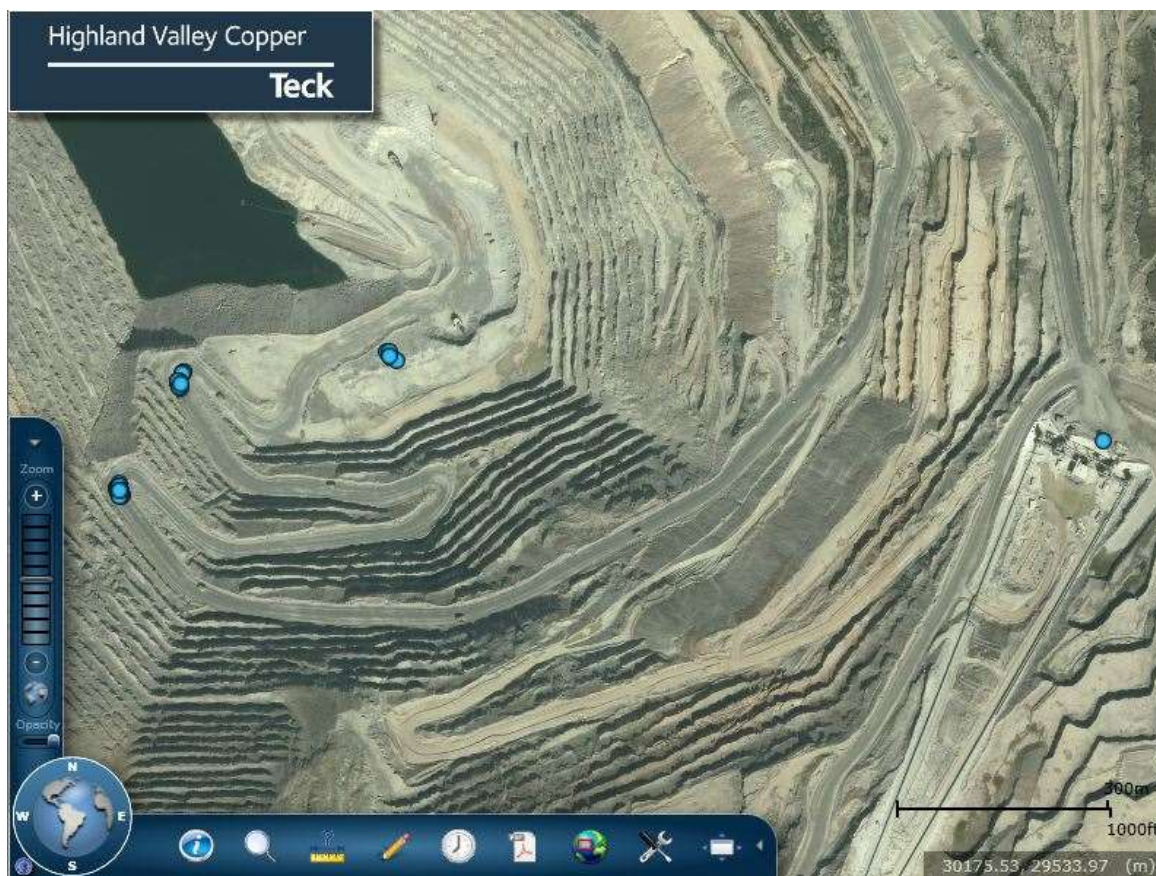 Highland Valley Copper
Teck
Zoom
+
-
Opacity
N
W
E
S
?
i
300m
1000ft
30175.53, 29533.97 (m)